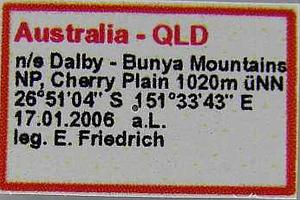 Australia - QLD
n/e Dalby - Bunya Mountains
NP, Cherry Plain 1020m üNN
26°51'04" S 151°33'43" E
17.01.2006 a.L.
leg. E. Friedrich